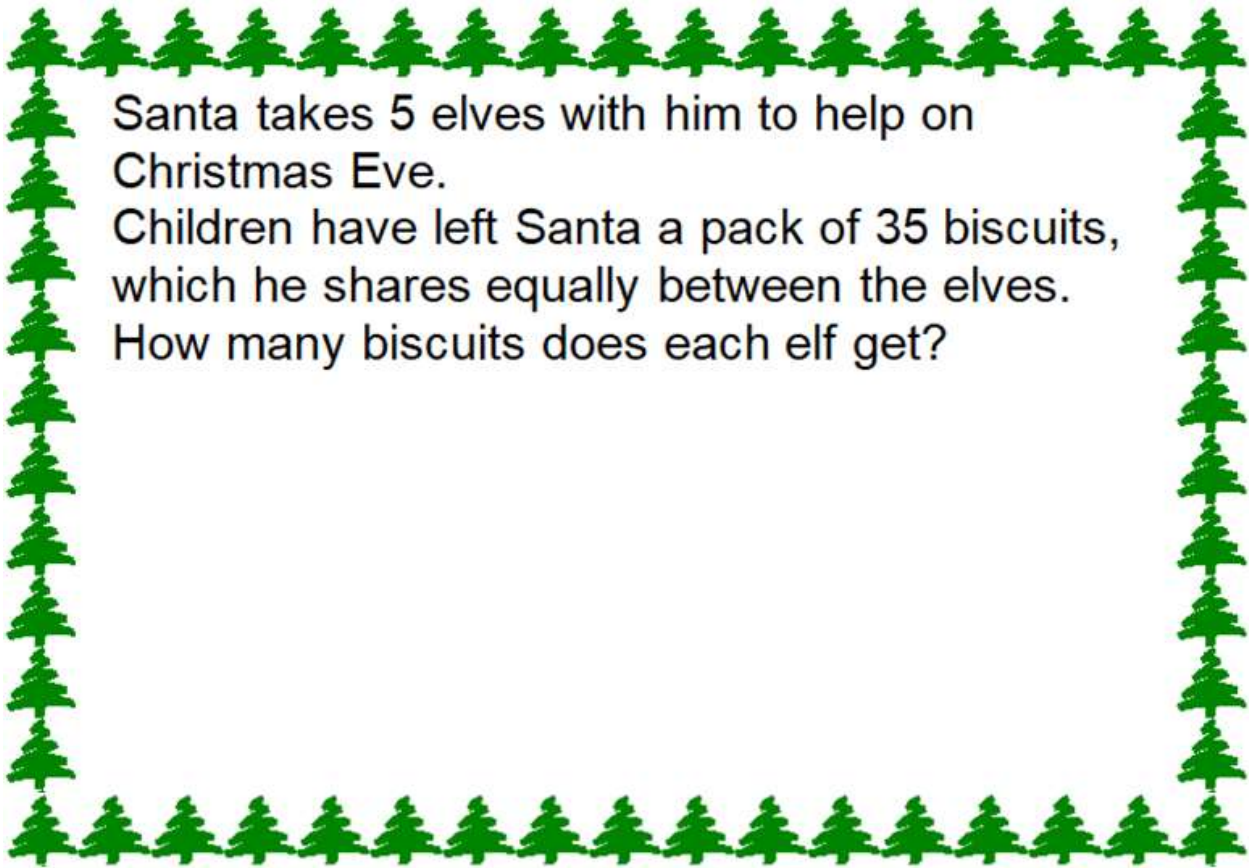 Santa takes 5 elves with him to help on
Christmas Eve.
Children have left Santa a pack of 35 biscuits,
which he shares equally between the elves.
How many biscuits does each elf get?